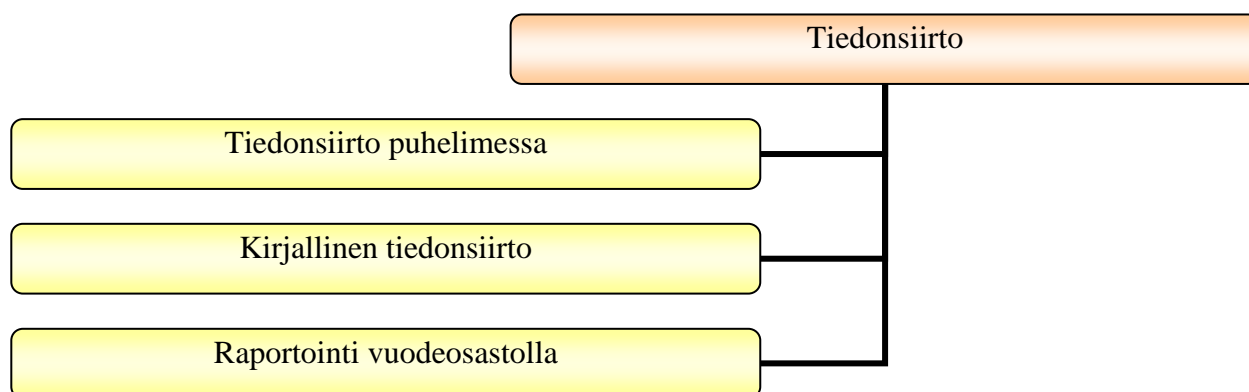 Tiedonsiirto
Tiedonsiirto puhelimessa
Kirjallinen tiedonsiirto
Raportointi vuodeosastolla